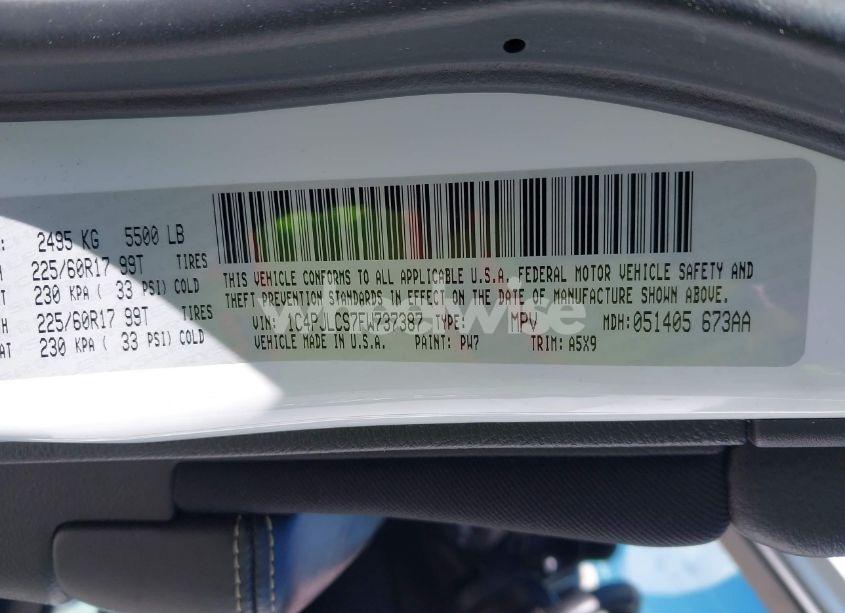 : 2495 KG 5500 LB
H 225/60R17 99T TIRES
AT 230 KPA ( 33 PSI) COLD
H 225/60R17 99T TIRES
AT 230 KPA ( 33 PSI) COLD
THIS VEHICLE CONFORMS TO ALL APPLICABLE U.S.A. FEDERAL MOTOR VEHICLE SAFETY AND
THEFT PREVENTION STANDARDS IN EFFECT ON THE DATE OF MANUFACTURE SHOWN ABOVE.
VIN: 1C4PJLCS7FW737387 TYPE: MPV MDH:051405 673AA
VEHICLE MADE IN U.S.A. PAINT: PW7 TRIM: A5X9
wheelwise